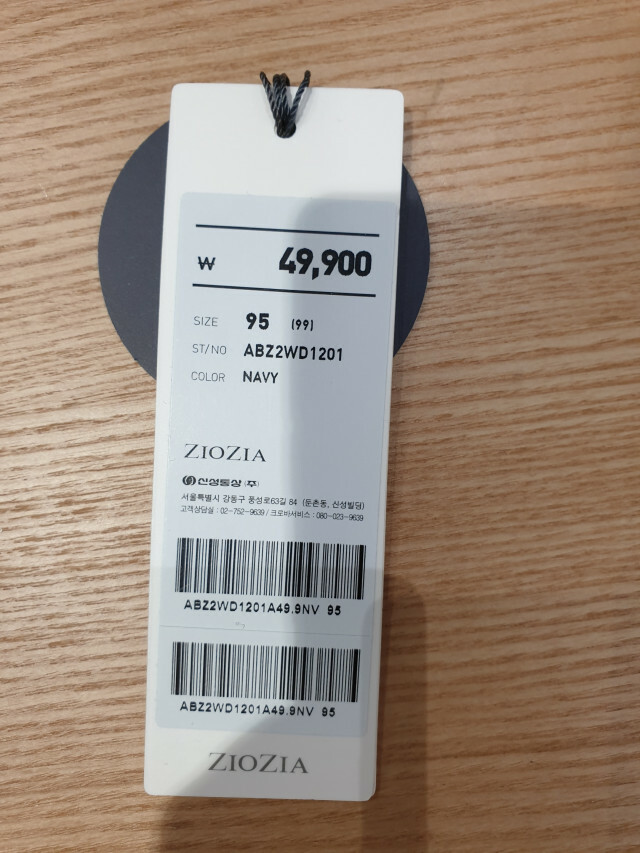 ₩ 49,900
SIZE 95 (99)
ST/NO ABZ2WD1201
COLOR NAVY
ZIOZIA
신성통상 (주)
서울특별시 강동구 풍성로63길 84 (둔촌동, 신성빌딩)
고객상담실 : 02-752-9639 / 크로바서비스 : 080-023-9639
ABZ2WD1201A49.9NV 95
ABZ2WD1201A49.9NV 95
ZIOZIA